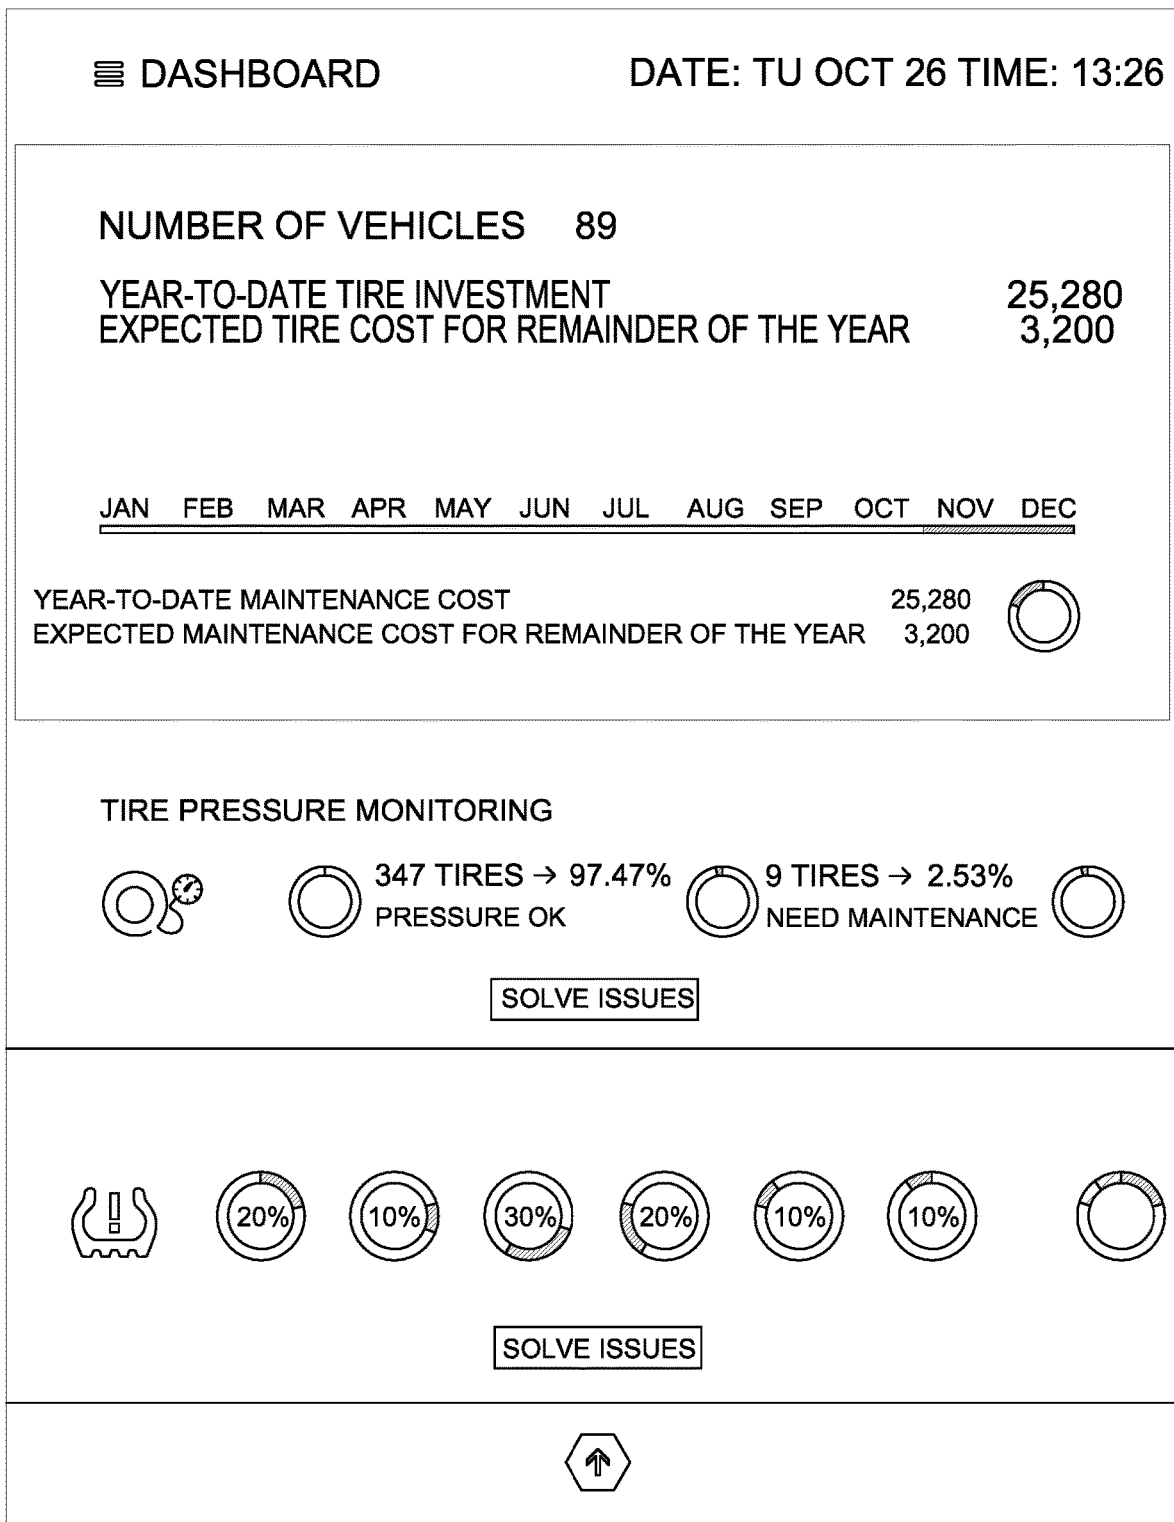 DASHBOARD DATE: TU OCT 26 TIME: 13:26
NUMBER OF VEHICLES 89
YEAR-TO-DATE TIRE INVESTMENT 25,280
EXPECTED TIRE COST FOR REMAINDER OF THE YEAR 3,200
JAN FEB MAR APR MAY JUN JUL AUG SEP OCT NOV DEC
YEAR-TO-DATE MAINTENANCE COST 25,280
EXPECTED MAINTENANCE COST FOR REMAINDER OF THE YEAR 3,200
TIRE PRESSURE MONITORING
347 TIRES → 97.47% 9 TIRES → 2.53%
PRESSURE OK NEED MAINTENANCE
SOLVE ISSUES
20% 10% 30% 20% 10% 10%
SOLVE ISSUES